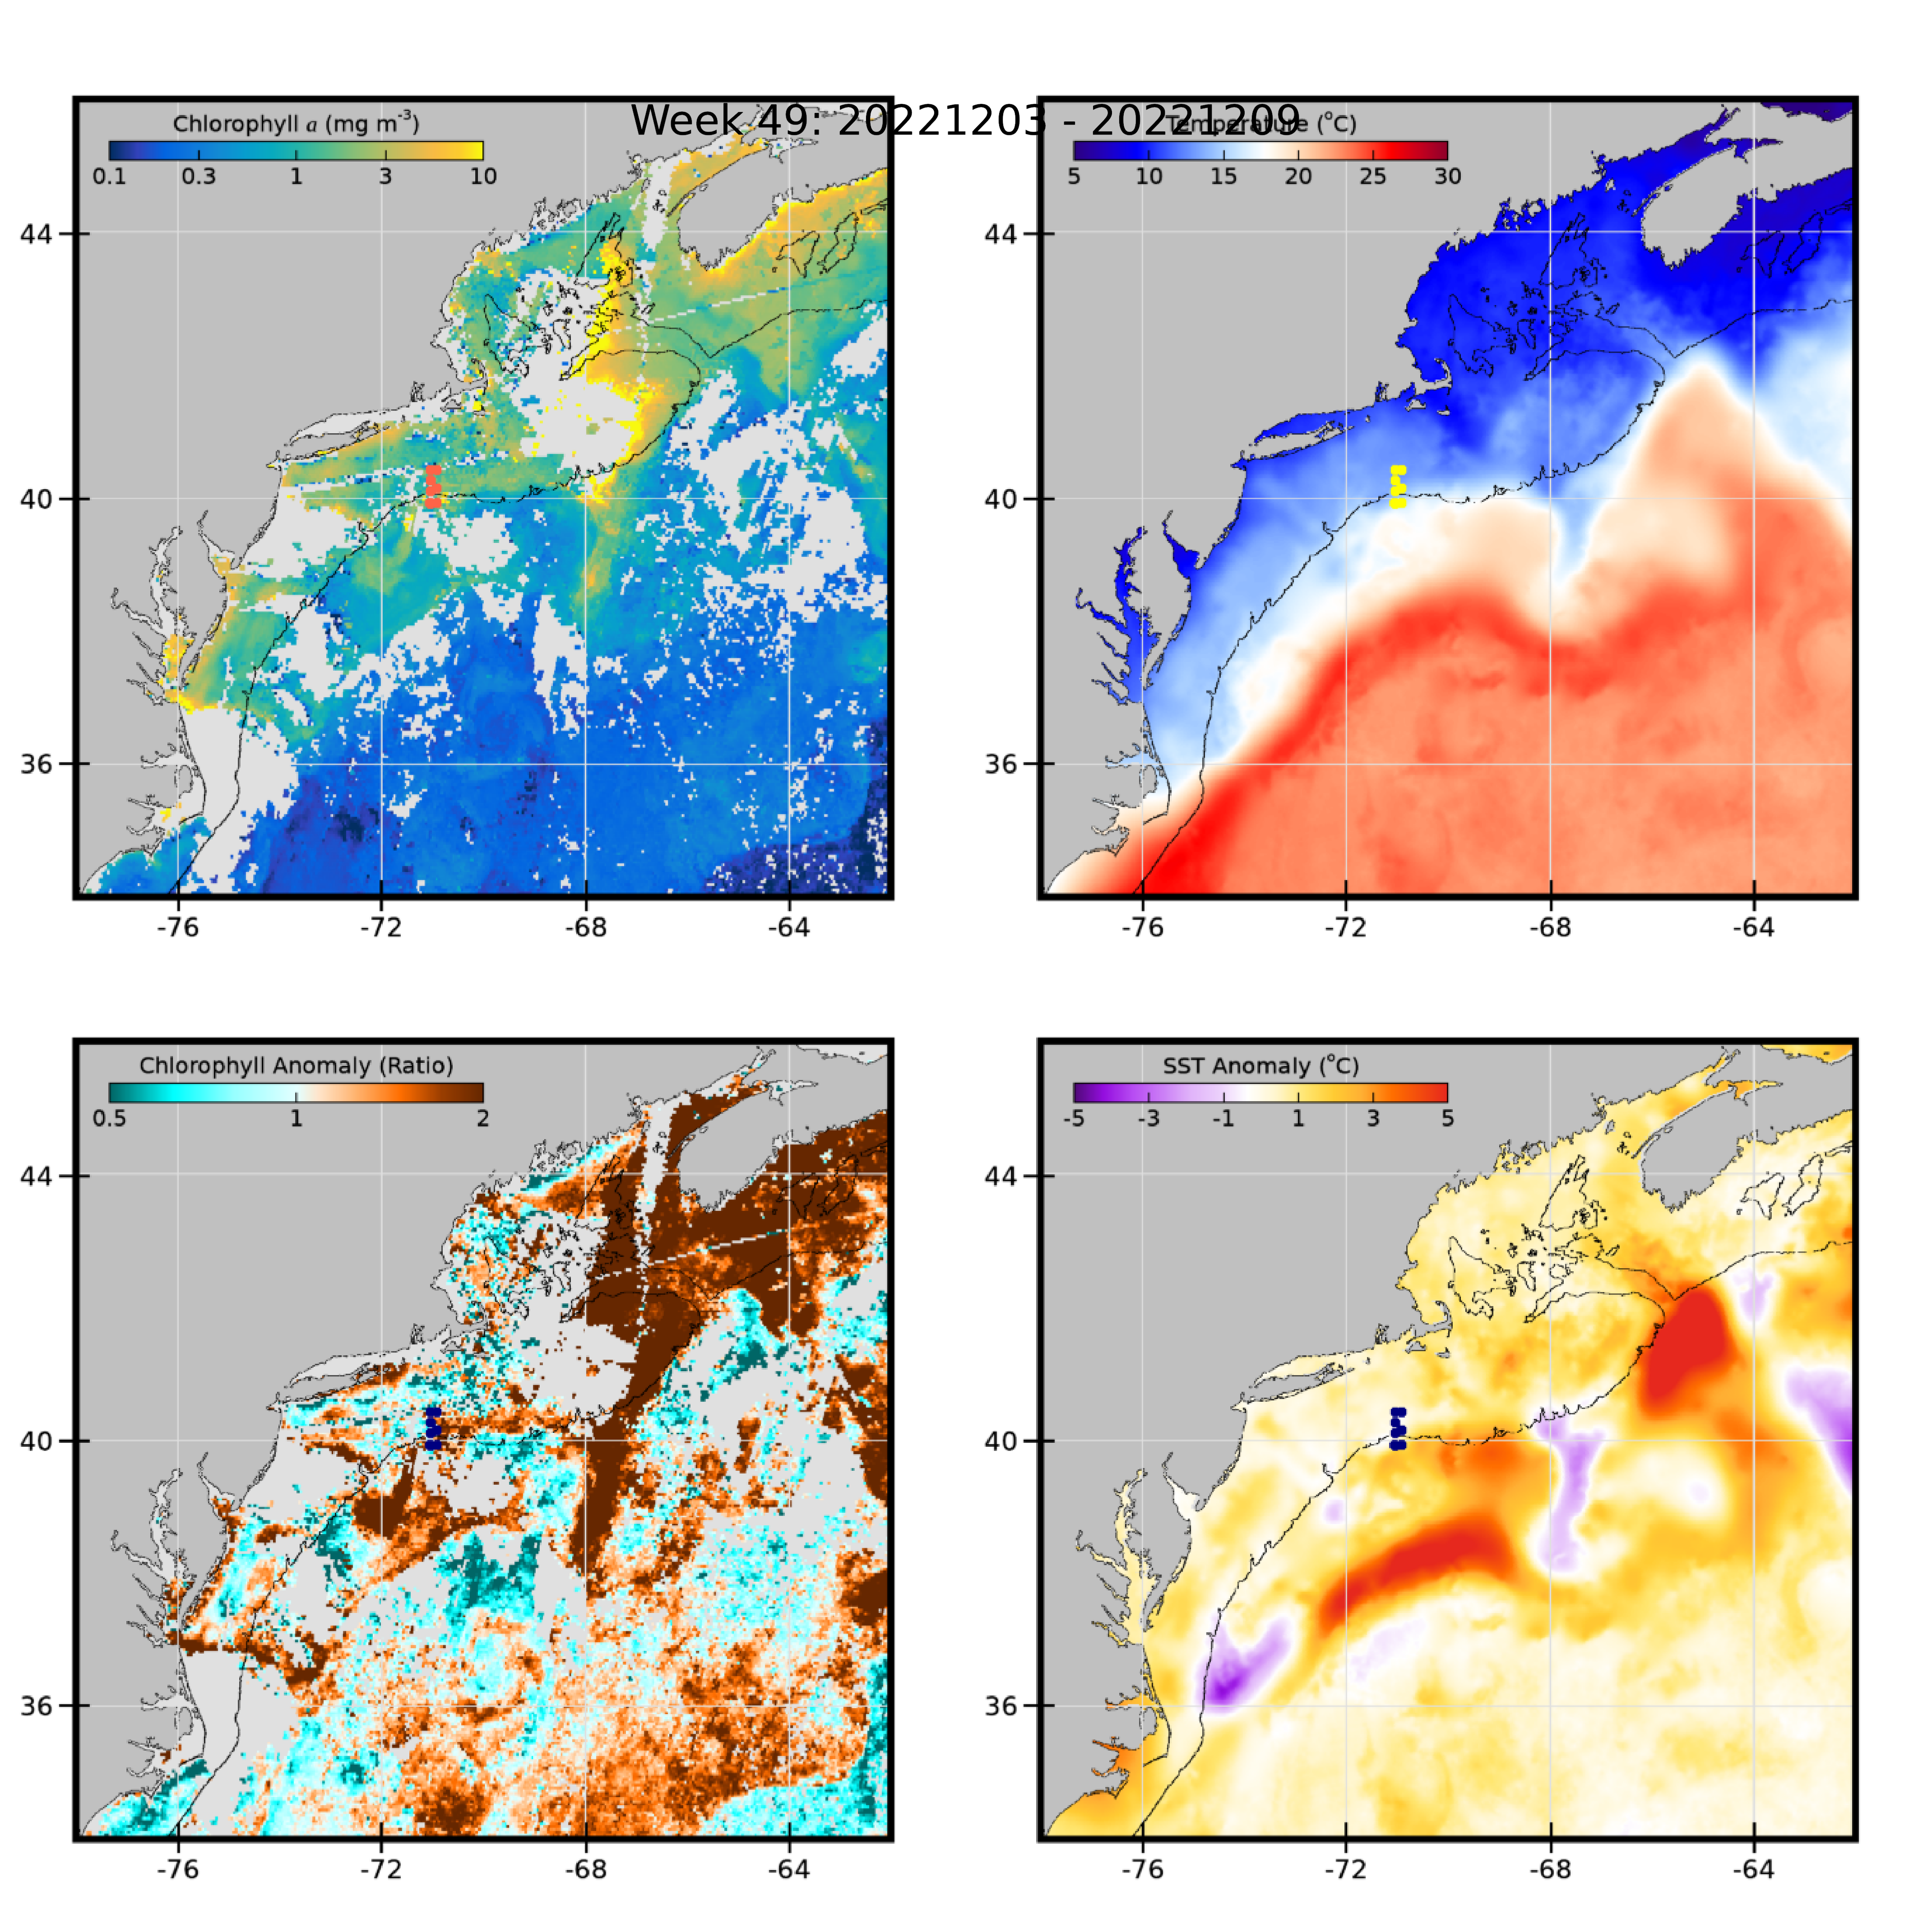 Week 49: 20221203 - 20221209
Chlorophyll a (mg m⁻³)
0.1 0.3 1 3 10
44
40
36
-76 -72 -68 -64
Temperature (°C)
5 10 15 20 25 30
44
40
36
-76 -72 -68 -64
Chlorophyll Anomaly (Ratio)
0.5 1 2
44
40
36
-76 -72 -68 -64
SST Anomaly (°C)
-5 -3 -1 1 3 5
44
40
36
-76 -72 -68 -64